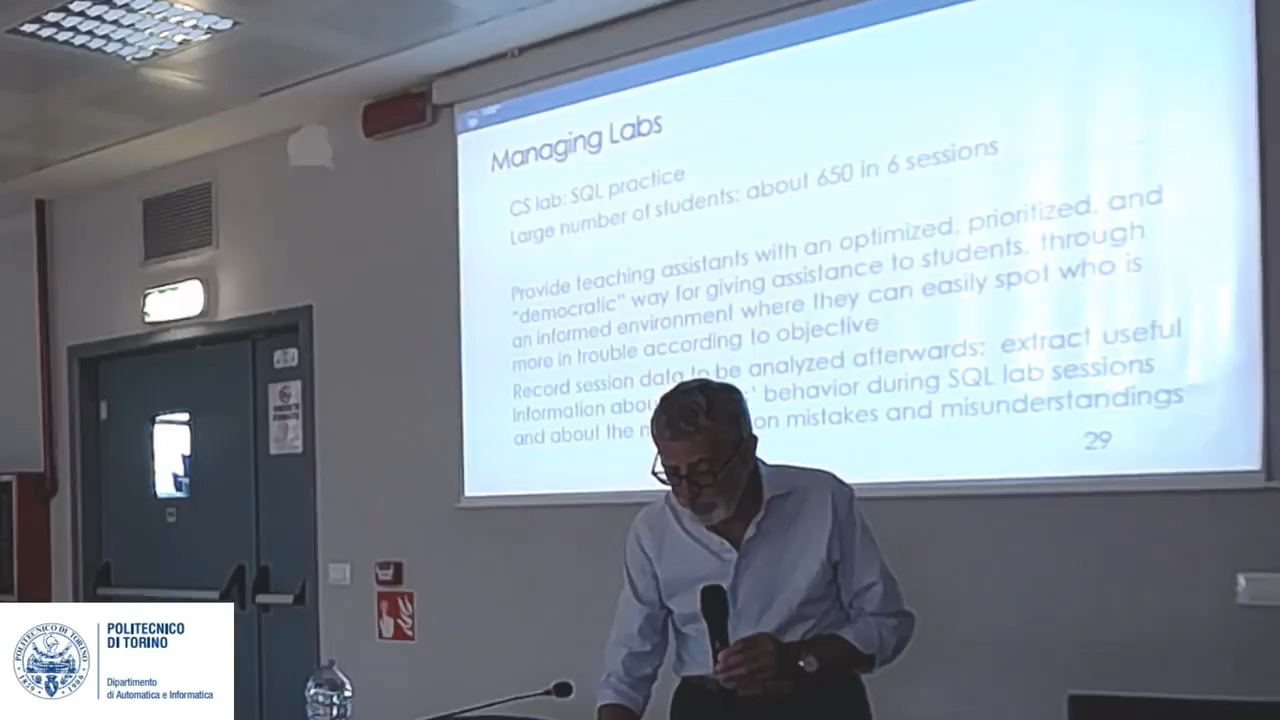 Managing Labs
CS lab: SQL practice
Large number of students: about 650 in 6 sessions
Provide teaching assistants with an optimized, prioritized, and
"democratic" way for giving assistance to students, through
an informed environment where they can easily spot who is
more in trouble according to objective
Record session data to be analyzed afterwards: extract useful
information about ' behavior during SQL lab sessions
and about the mistakes and misunderstandings
29
POLITECNICO
DI TORINO
Dipartimento
di Automatica e Informatica
POLITECNICO DI TORINO
1859